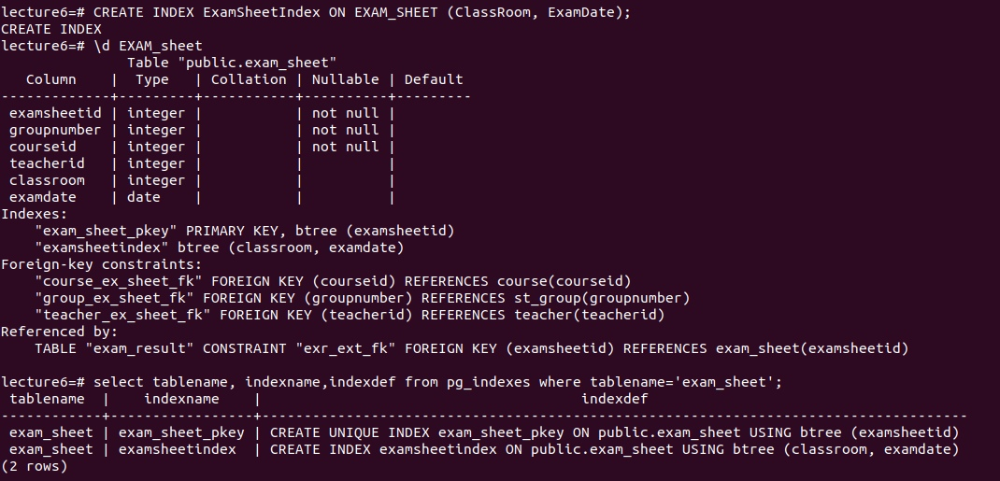 lecture6=# CREATE INDEX ExamSheetIndex ON EXAM_SHEET (ClassRoom, ExamDate);
CREATE INDEX
lecture6=# \d EXAM_sheet
               Table "public.exam_sheet"
   Column    |  Type   | Collation | Nullable | Default
-------------+---------+-----------+----------+---------
 examsheetid | integer |           | not null |
 groupnumber | integer |           | not null |
 courseid    | integer |           | not null |
 teacherid   | integer |           |          |
 classroom   | integer |           |          |
 examdate    | date    |           |          |
Indexes:
    "exam_sheet_pkey" PRIMARY KEY, btree (examsheetid)
    "examsheetindex" btree (classroom, examdate)
Foreign-key constraints:
    "course_ex_sheet_fk" FOREIGN KEY (courseid) REFERENCES course(courseid)
    "group_ex_sheet_fk" FOREIGN KEY (groupnumber) REFERENCES st_group(groupnumber)
    "teacher_ex_sheet_fk" FOREIGN KEY (teacherid) REFERENCES teacher(teacherid)
Referenced by:
    TABLE "exam_result" CONSTRAINT "exr_ext_fk" FOREIGN KEY (examsheetid) REFERENCES exam_sheet(examsheetid)
lecture6=# select tablename, indexname,indexdef from pg_indexes where tablename='exam_sheet';
 tablename  |    indexname    |                                      indexdef
------------+-----------------+------------------------------------------------------------------------------------
 exam_sheet | exam_sheet_pkey | CREATE UNIQUE INDEX exam_sheet_pkey ON public.exam_sheet USING btree (examsheetid)
 exam_sheet | examsheetindex  | CREATE INDEX examsheetindex ON public.exam_sheet USING btree (classroom, examdate)
(2 rows)